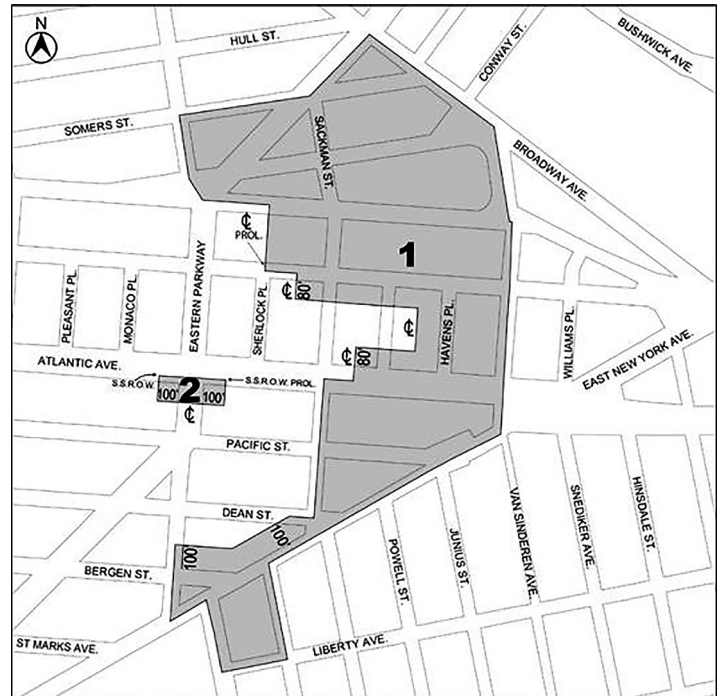 N
HULL ST.
CONWAY ST.
BUSHWICK AVE.
SOMERS ST.
SACKMAN ST.
BROADWAY AVE.
℄
PROL.
1
EASTERN PARKWAY
PLEASANT PL.
MONACO PL.
SHERLOCK PL.
℄
80'
℄
HAVENS PL.
WILLIAMS PL.
℄
80'
EAST NEW YORK AVE.
ATLANTIC AVE.
S.S.R.O.W.
2
S.S.R.O.W. PROL.
100'
100'
℄
PACIFIC ST.
DEAN ST.
100'
100'
BERGEN ST.
POWELL ST.
JUNIUS ST.
VAN SINDEREN AVE.
SNEDIKER AVE.
HINSDALE ST.
ST MARKS AVE.
LIBERTY AVE.